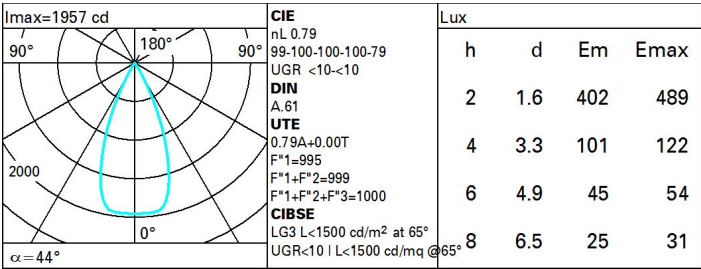 Imax=1957 cd
90°
180°
90°
2000
0°
α=44°
CIE
nL 0.79
99-100-100-100-79
UGR <10-<10
DIN
A.61
UTE
0.79A+0.00T
F"1=995
F"1+F"2=999
F"1+F"2+F"3=1000
CIBSE
LG3 L<1500 cd/m² at 65°
UGR<10 | L<1500 cd/mq @65°
Lux
h d Em Emax
2 1.6 402 489
4 3.3 101 122
6 4.9 45 54
8 6.5 25 31